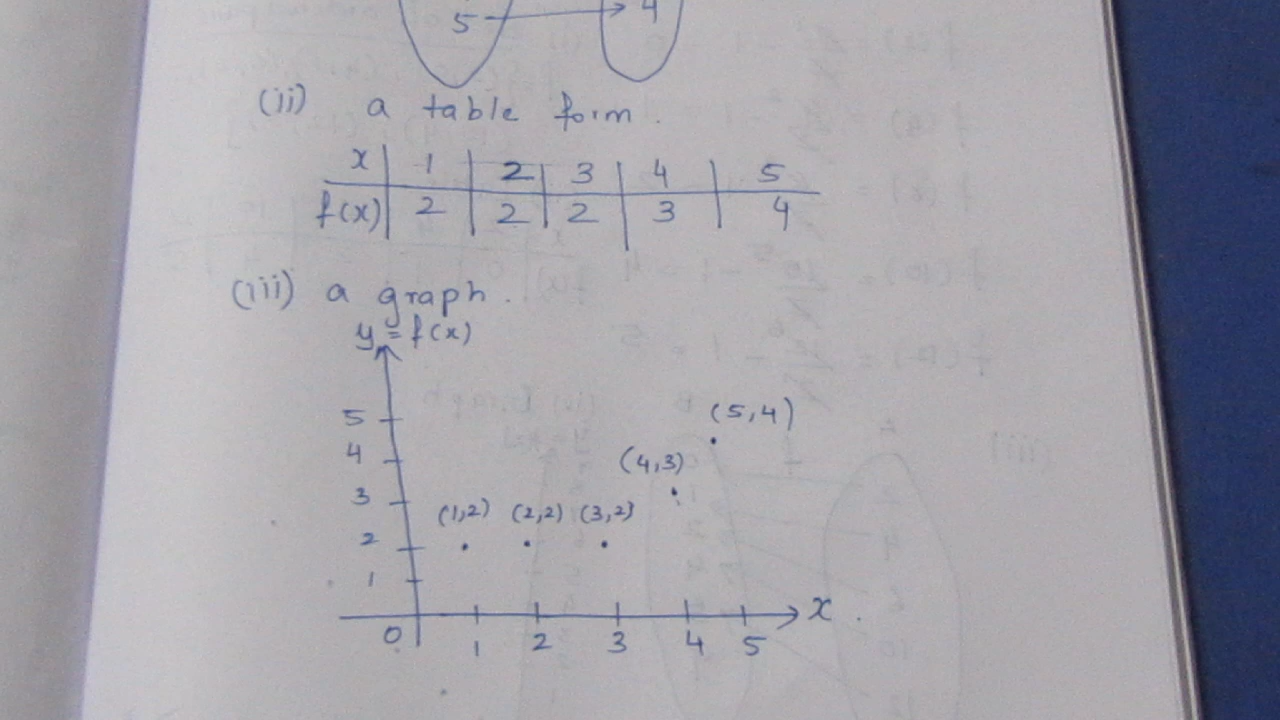 5 → 4
(ii) a table form.
x | 1 | 2 | 3 | 4 | 5
f(x) | 2 | 2 | 2 | 3 | 4
(iii) a graph.
y = f(x)
5
(5,4)
4
(4,3)
3
(1,2) (2,2) (3,2)
2
1
x.
0 1 2 3 4 5